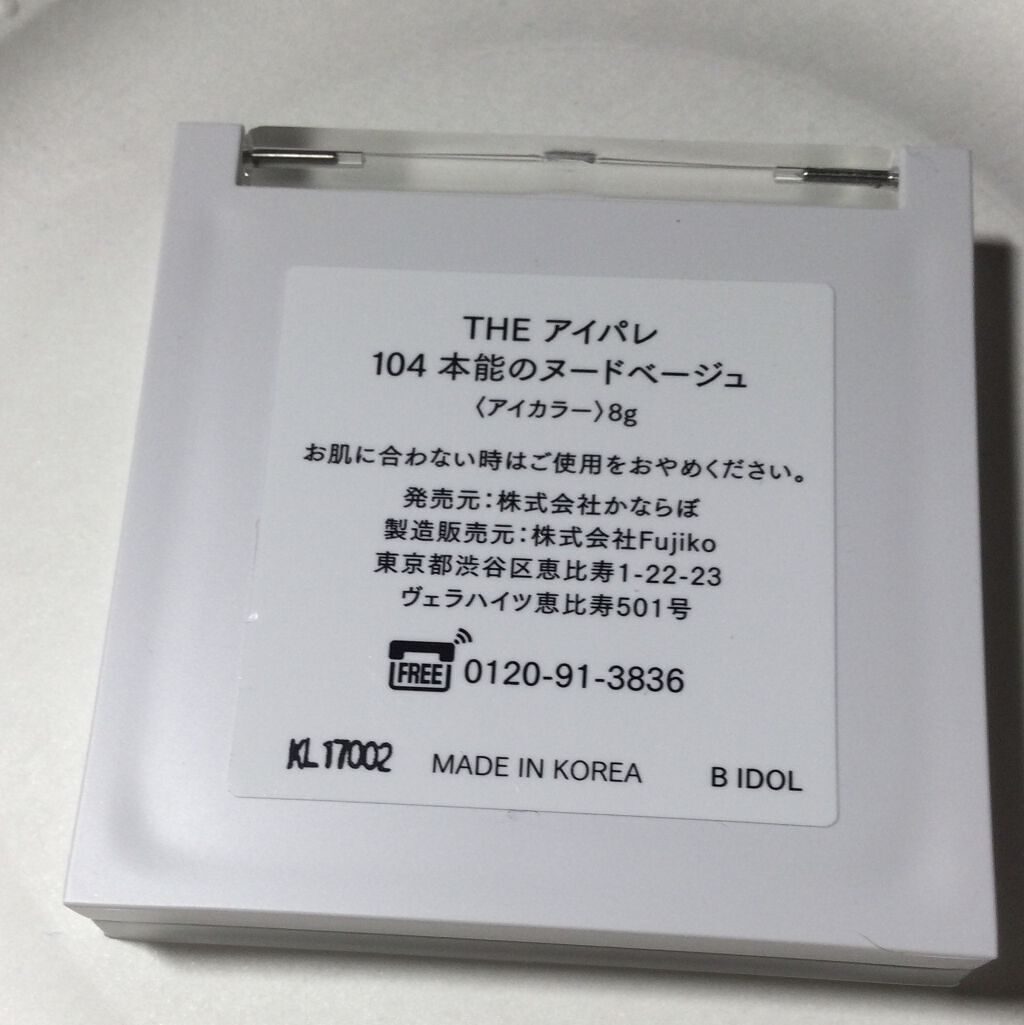 THE アイパレ
104 本能のヌードベージュ
〈アイカラー〉8g
お肌に合わない時はご使用をおやめください。
発売元：株式会社かならぼ
製造販売元：株式会社Fujiko
東京都渋谷区恵比寿1-22-23
ヴェラハイツ恵比寿501号
FREE 0120-91-3836
KL17002 MADE IN KOREA B IDOL